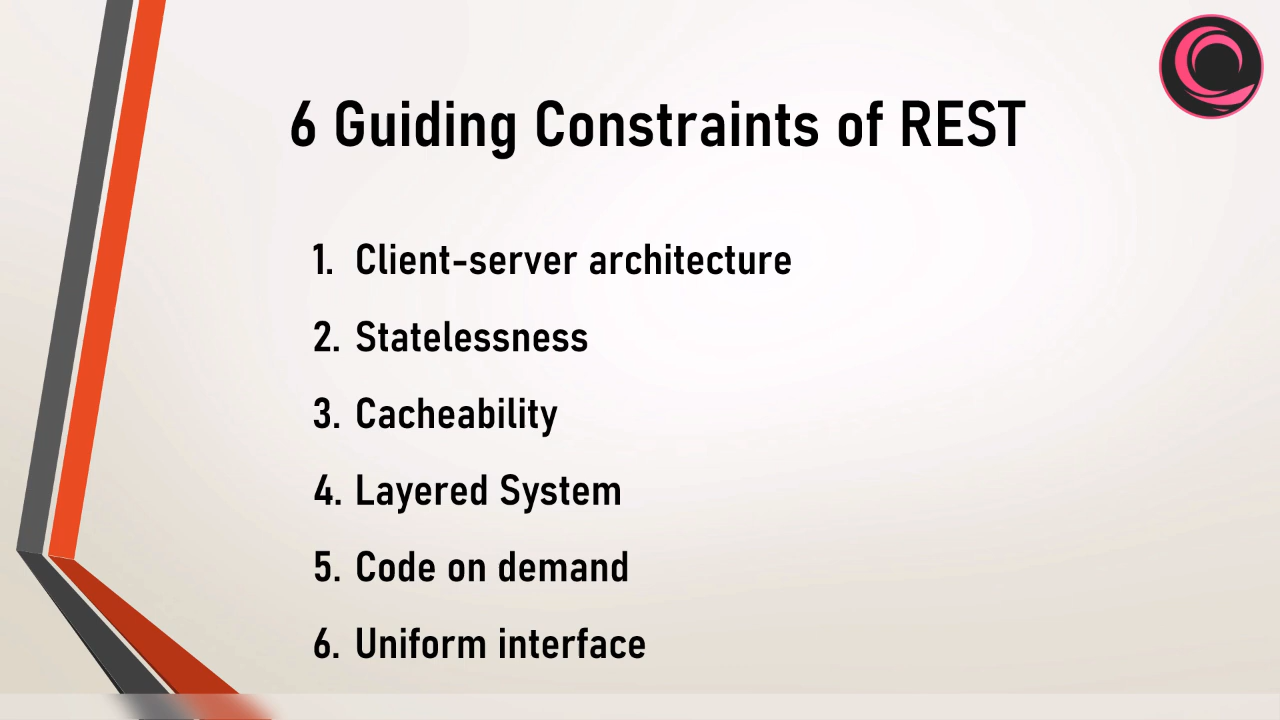 6 Guiding Constraints of REST
1. Client-server architecture
2. Statelessness
3. Cacheability
4. Layered System
5. Code on demand
6. Uniform interface